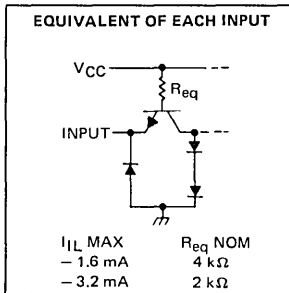 EQUIVALENT OF EACH INPUT
VCC
Req
INPUT
IIL MAX Req NOM
– 1.6 mA 4 kΩ
– 3.2 mA 2 kΩ